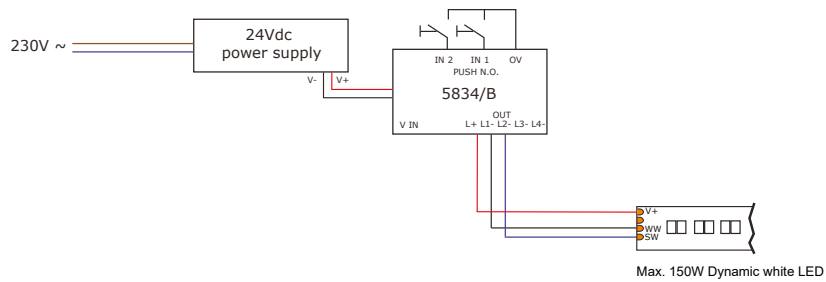 230V ~
24Vdc
power supply
V- V+
IN 2 IN 1 OV
PUSH N.O.
5834/B
OUT
V IN L+ L1- L2- L3- L4-
V+
WW
SW
Max. 150W Dynamic white LED